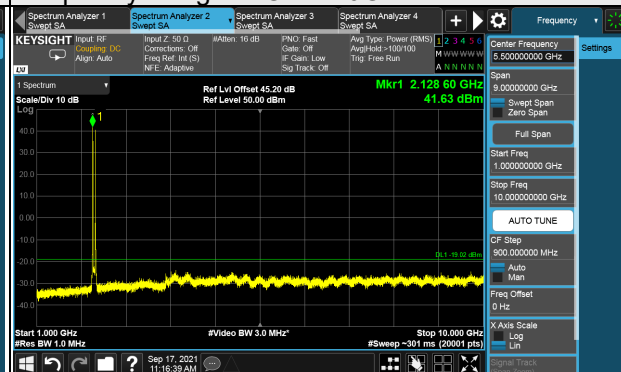 Spectrum Analyzer 1
Swept SA
Spectrum Analyzer 2
Swept SA
Spectrum Analyzer 3
Swept SA
Spectrum Analyzer 4
Swept SA
Frequency
KEYSIGHT
Input: RF
Coupling: DC
Align: Auto
Input Z: 50 Ω
Corrections: Off
Freq Ref: Int (S)
NFE: Adaptive
#Atten: 16 dB
PNO: Fast
Gate: Off
IF Gain: Low
Sig Track: Off
Avg Type: Power (RMS)
Avg|Hold:>100/100
Trig: Free Run
1 2 3 4 5 6
M W W W W W
A N N N N N
LXI
1 Spectrum
Scale/Div 10 dB
Log
Ref Lvl Offset 45.20 dB
Ref Level 50.00 dBm
Mkr1 2.128 60 GHz
41.63 dBm
1
40.0
30.0
20.0
10.0
0.00
-10.0
-20.0
-30.0
-40.0
DL1 -19.02 dBm
Start 1.000 GHz
#Res BW 1.0 MHz
#Video BW 3.0 MHz*
Stop 10.000 GHz
#Sweep ~301 ms (20001 pts)
Sep 17, 2021
11:16:39 AM
Center Frequency
5.500000000 GHz
Settings
Span
9.00000000 GHz
Swept Span
Zero Span
Full Span
Start Freq
1.000000000 GHz
Stop Freq
10.000000000 GHz
AUTO TUNE
CF Step
900.000000 MHz
Auto
Man
Freq Offset
0 Hz
X Axis Scale
Log
Lin
Signal Track